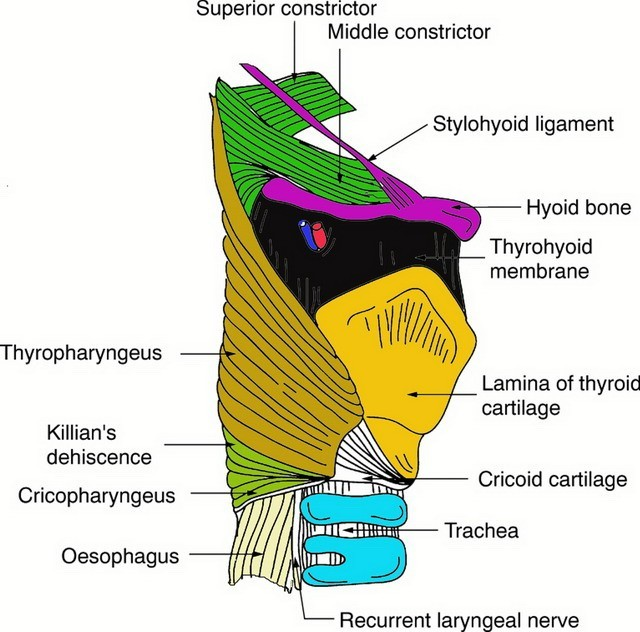 Superior constrictor
Middle constrictor
Stylohyoid ligament
Hyoid bone
Thyrohyoid
membrane
Thyropharyngeus
Lamina of thyroid
cartilage
Killian's
dehiscence
Cricoid cartilage
Cricopharyngeus
Trachea
Oesophagus
Recurrent laryngeal nerve